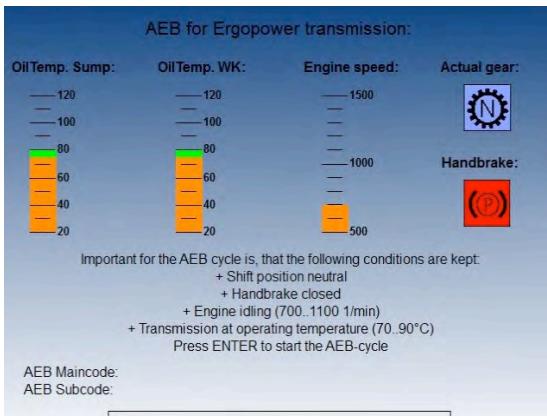 AEB for Ergopower transmission:
OilTemp. Sump: OilTemp. WK: Engine speed: Actual gear:
120 120 1500
100 100 N
80 80
1000 Handbrake:
60 60
40 40 (P)
20 20 500
Important for the AEB cycle is, that the following conditions are kept:
+ Shift position neutral
+ Handbrake closed
+ Engine idling (700..1100 1/min)
+ Transmission at operating temperature (70..90°C)
Press ENTER to start the AEB-cycle
AEB Maincode:
AEB Subcode: